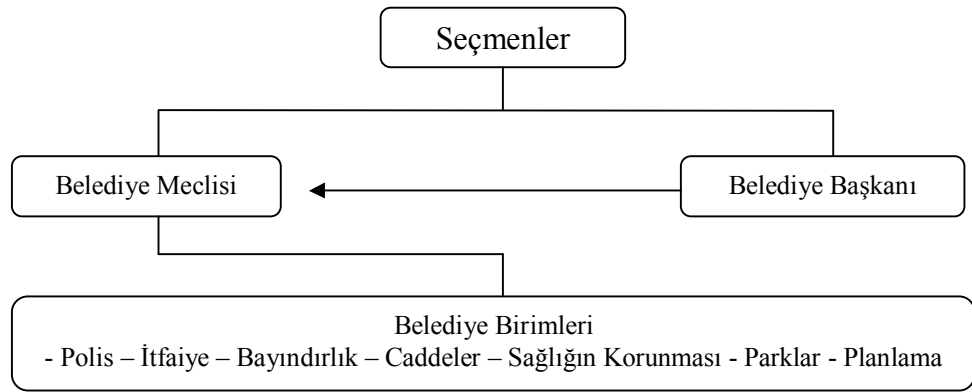 Seçmenler
Belediye Meclisi
Belediye Başkanı
Belediye Birimleri
- Polis – İtfaiye – Bayındırlık – Caddeler – Sağlığın Korunması - Parklar - Planlama